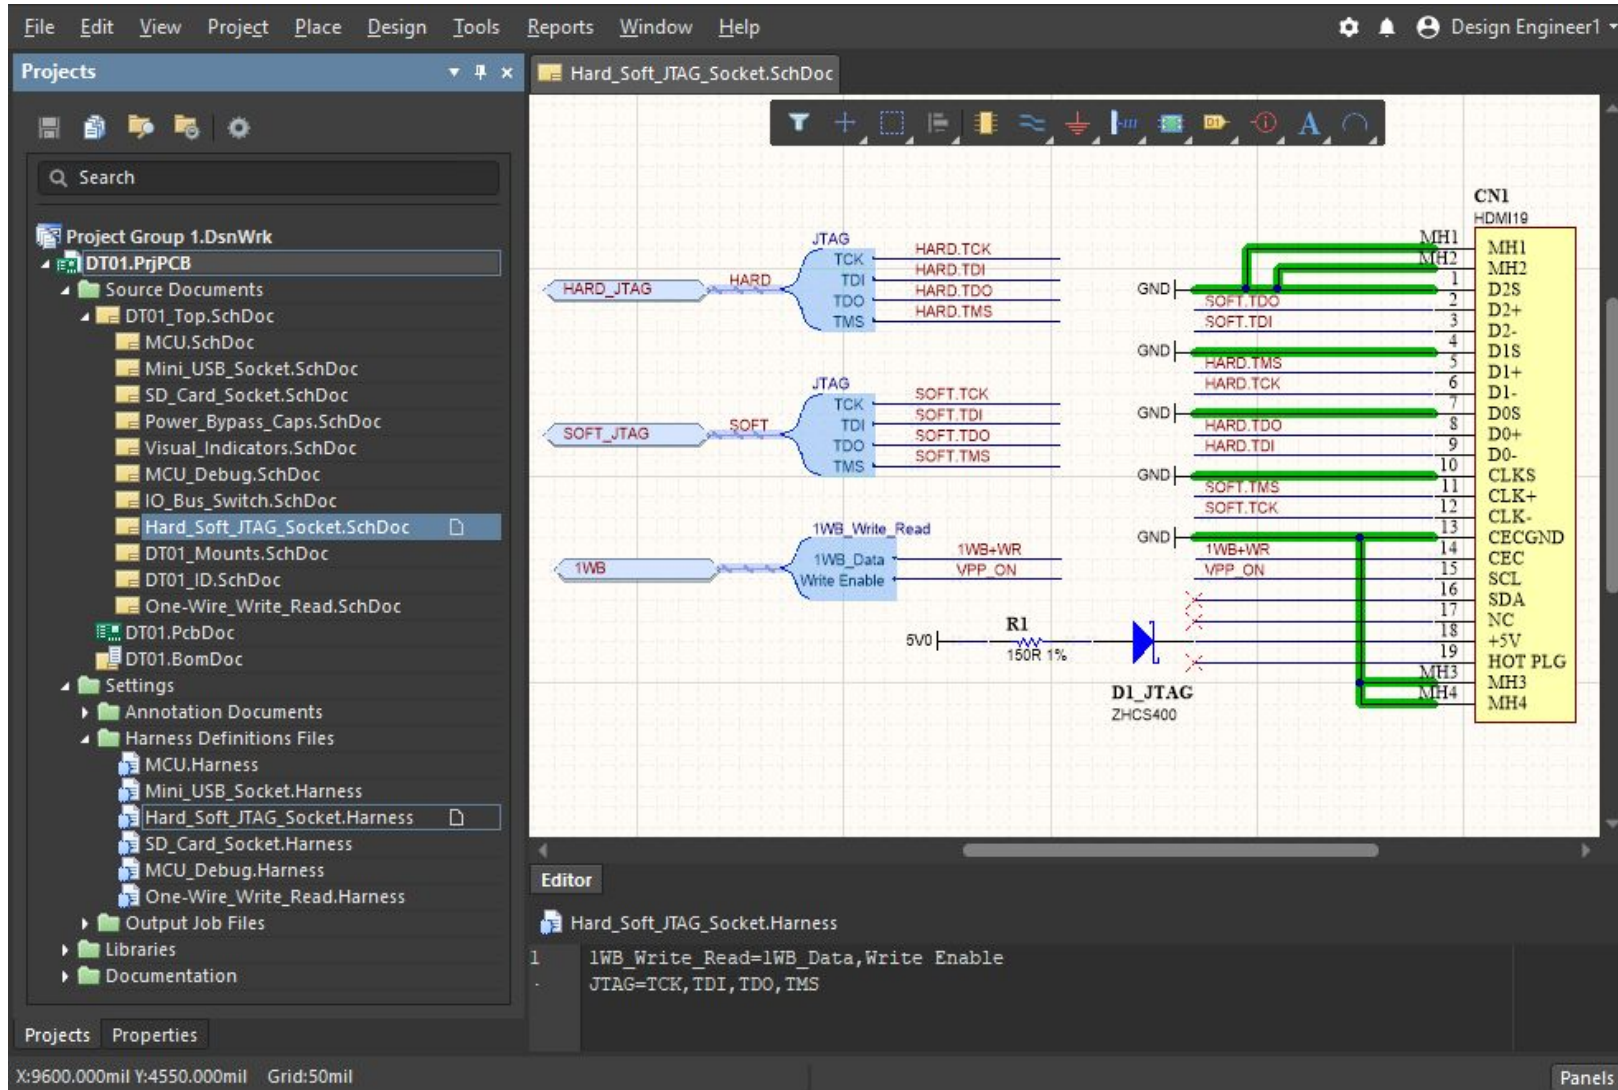 File Edit View Project Place Design Tools Reports Window Help Design Engineer1
Projects
Hard_Soft_JTAG_Socket.SchDoc
Search
Project Group 1.DsnWrk
DT01.PrjPCB
Source Documents
DT01_Top.SchDoc
MCU.SchDoc
Mini_USB_Socket.SchDoc
SD_Card_Socket.SchDoc
Power_Bypass_Caps.SchDoc
Visual_Indicators.SchDoc
MCU_Debug.SchDoc
IO_Bus_Switch.SchDoc
Hard_Soft_JTAG_Socket.SchDoc
DT01_Mounts.SchDoc
DT01_ID.SchDoc
One-Wire_Write_Read.SchDoc
DT01.PcbDoc
DT01.BomDoc
Settings
Annotation Documents
Harness Definitions Files
MCU.Harness
Mini_USB_Socket.Harness
Hard_Soft_JTAG_Socket.Harness
SD_Card_Socket.Harness
MCU_Debug.Harness
One-Wire_Write_Read.Harness
Output Job Files
Libraries
Documentation
Projects Properties
D1
A
JTAG
HARD_JTAG HARD
TCK HARD.TCK
TDI HARD.TDI
TDO HARD.TDO
TMS HARD.TMS
JTAG
SOFT_JTAG SOFT
TCK SOFT.TCK
TDI SOFT.TDI
TDO SOFT.TDO
TMS SOFT.TMS
1WB_Write_Read
1WB
1WB_Data 1WB+WR
Write Enable VPP_ON
5V0
R1
150R 1%
D1_JTAG
ZHCS400
CN1
HDMI19
MH1 MH1
MH2 MH2
GND 1 D2S
SOFT.TDO 2 D2+
SOFT.TDI 3 D2-
GND 4 D1S
HARD.TMS 5 D1+
HARD.TCK 6 D1-
GND 7 D0S
HARD.TDO 8 D0+
HARD.TDI 9 D0-
GND 10 CLKS
SOFT.TMS 11 CLK+
SOFT.TCK 12 CLK-
GND 13 CECGND
1WB+WR 14 CEC
VPP_ON 15 SCL
16 SDA
17 NC
18 +5V
19 HOT PLG
MH3 MH3
MH4 MH4
Editor
Hard_Soft_JTAG_Socket.Harness
1 1WB_Write_Read=1WB_Data,Write Enable
- JTAG=TCK,TDI,TDO,TMS
X:9600.000mil Y:4550.000mil Grid:50mil
Panels